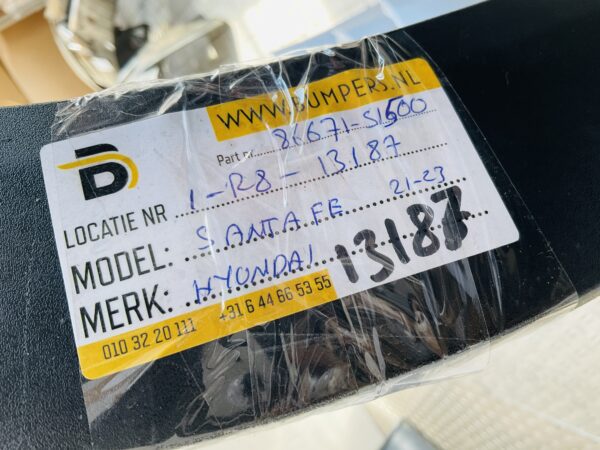 WWW.BUMPERS.NL
Part nr. 86671-S1500
LOCATIE NR 1-R8-13187
MODEL: SANTA FE 21-23
MERK: HYUNDAI 13187
010 32 20 111 +31 6 44 66 53 55